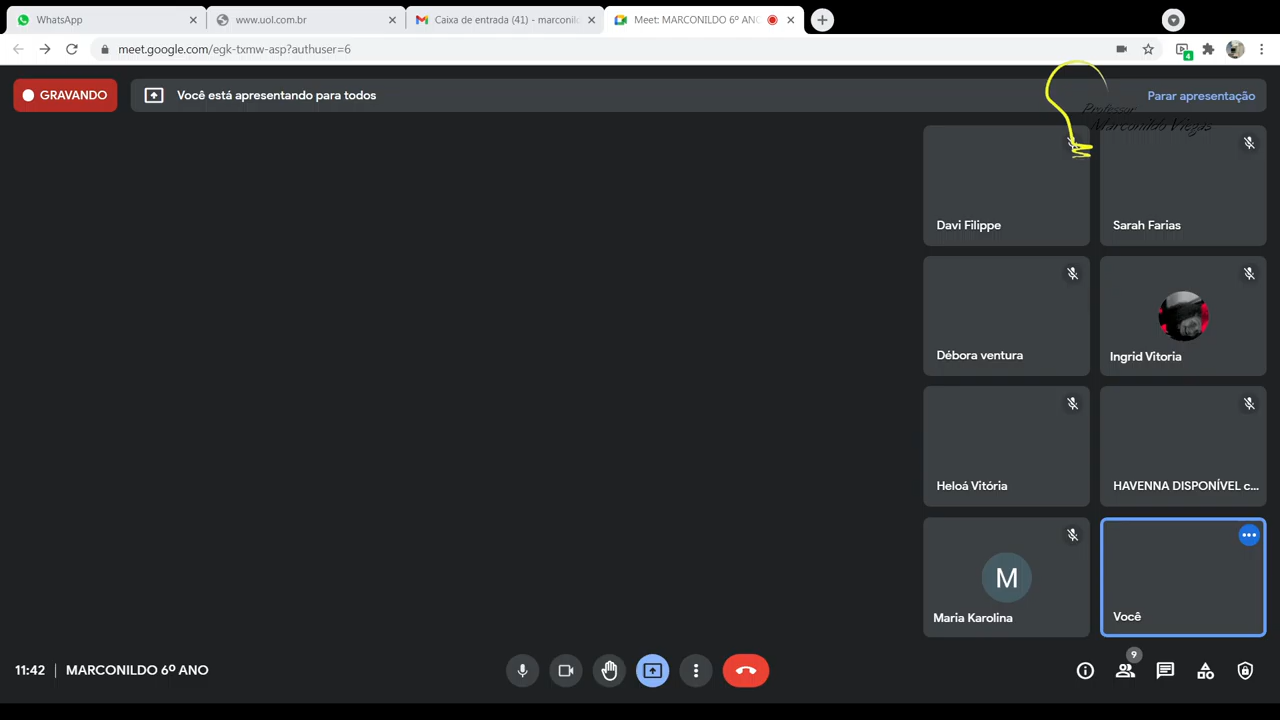 WhatsApp
www.uol.com.br
Caixa de entrada (41) - marconild
Meet: MARCONILDO 6º ANO
meet.google.com/egk-txmw-asp?authuser=6
4
GRAVANDO
Você está apresentando para todos
Parar apresentação
Professor:
Marconildo Viegas
Davi Filippe
Sarah Farias
Débora ventura
Ingrid Vitoria
Heloá Vitória
HAVENNA DISPONÍVEL c...
M
Maria Karolina
Você
11:42
MARCONILDO 6º ANO
9